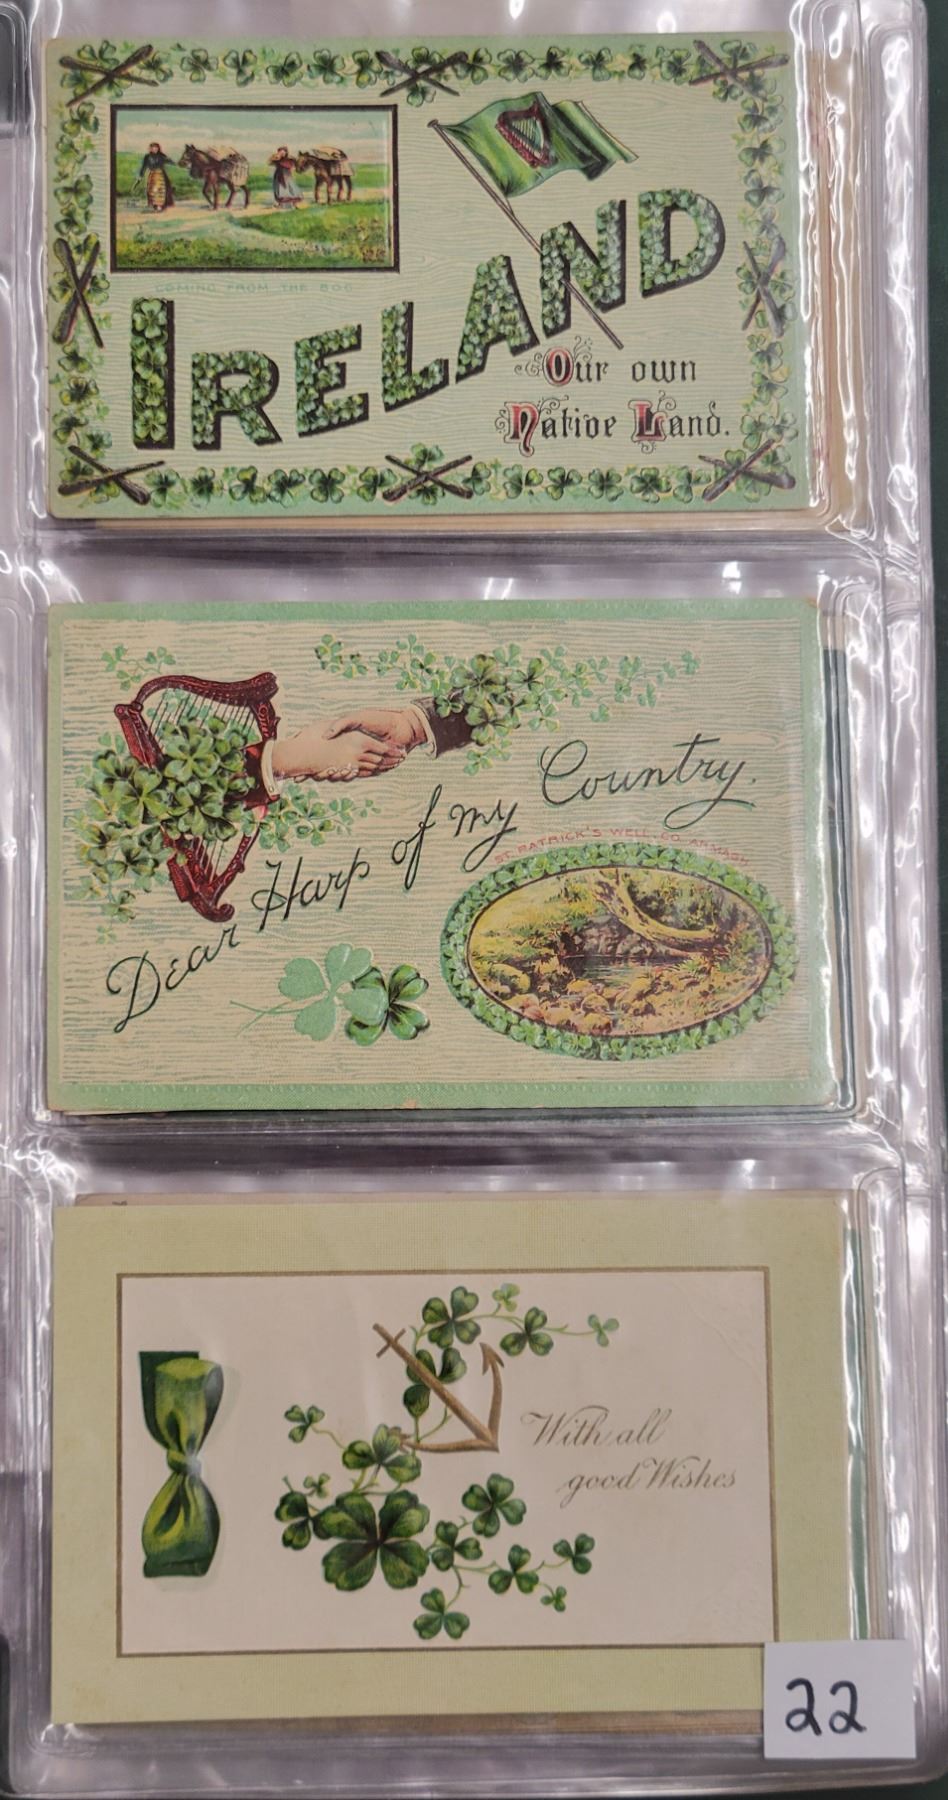 COMING FROM THE BOG
IRELAND
Our own
Native Land.
Dear Harp of my Country.
ST PATRICK'S WELL CO ARMAGH
With all
good Wishes
22